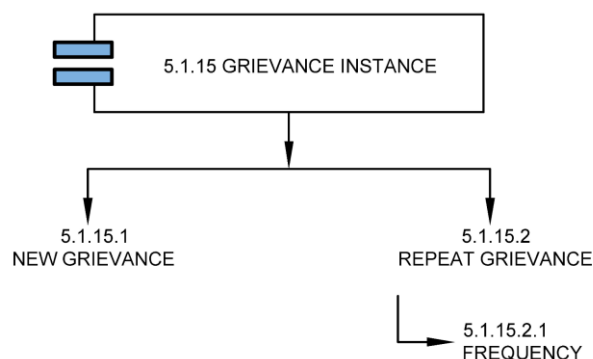 5.1.15 GRIEVANCE INSTANCE
5.1.15.1
NEW GRIEVANCE
5.1.15.2
REPEAT GRIEVANCE
5.1.15.2.1
FREQUENCY